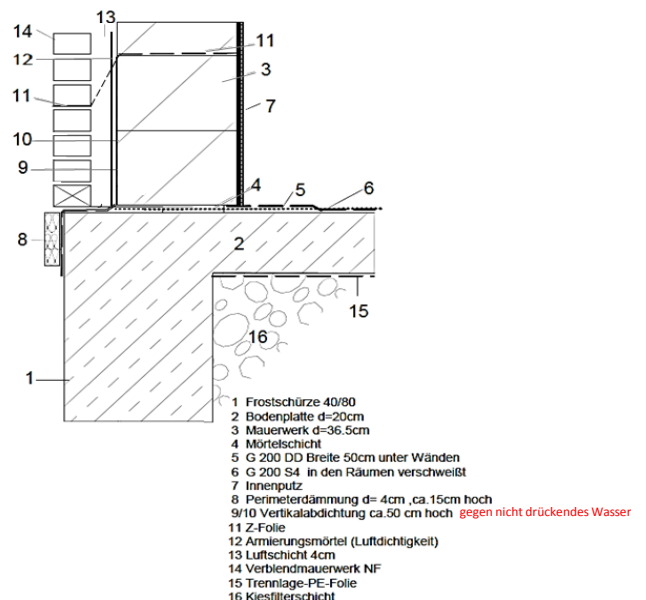 13
14
11
12
3
11
7
10
9
4
5
6
8
2
15
16
1
1 Frostschürze 40/80
2 Bodenplatte d=20cm
3 Mauerwerk d=36.5cm
4 Mörtelschicht
5 G 200 DD Breite 50cm unter Wänden
6 G 200 S4 in den Räumen verschweißt
7 Innenputz
8 Perimeterdämmung d= 4cm ,ca.15cm hoch
9/10 Vertikalabdichtung ca.50 cm hoch gegen nicht drückendes Wasser
11 Z-Folie
12 Armierungsmörtel (Luftdichtigkeit)
13 Luftschicht 4cm
14 Verblendmauerwerk NF
15 Trennlage-PE-Folie
16 Kiesfilterschicht